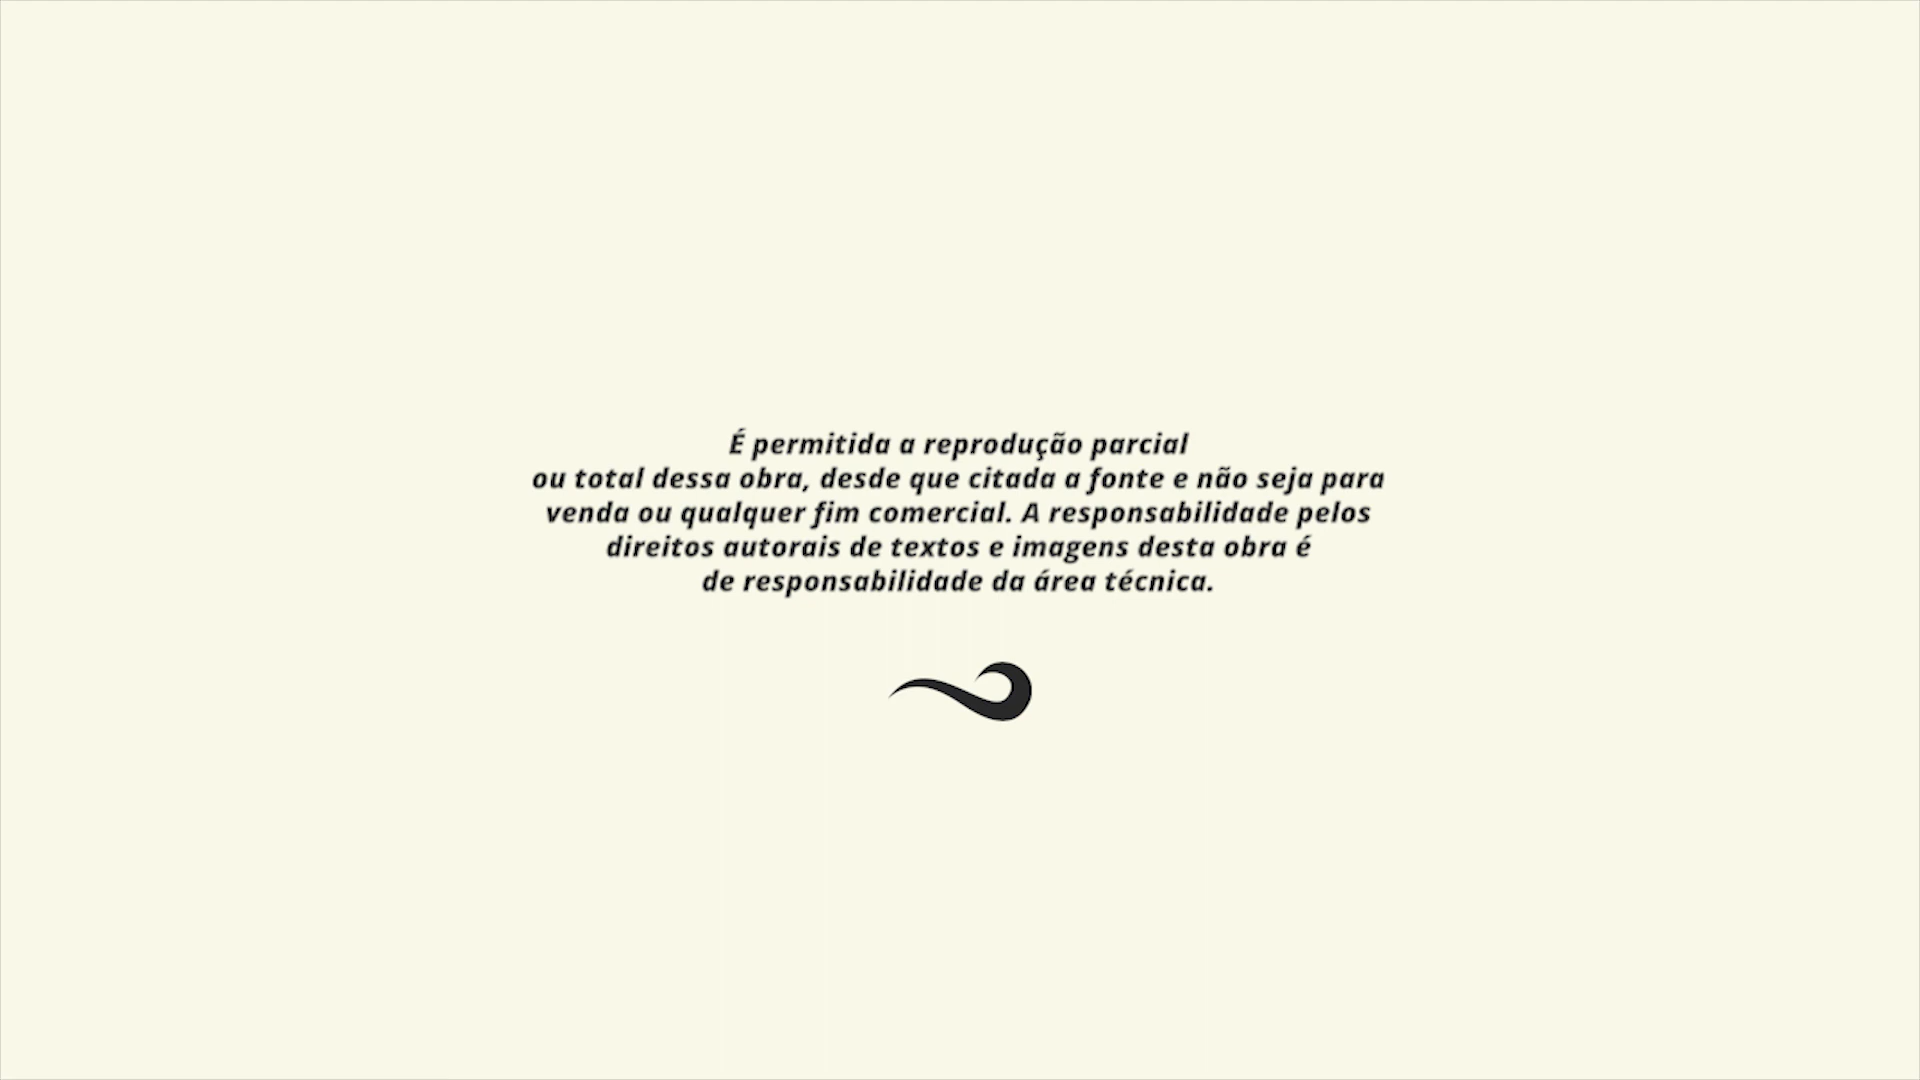 É permitida a reprodução parcial
ou total dessa obra, desde que citada a fonte e não seja para
venda ou qualquer fim comercial. A responsabilidade pelos
direitos autorais de textos e imagens desta obra é
de responsabilidade da área técnica.